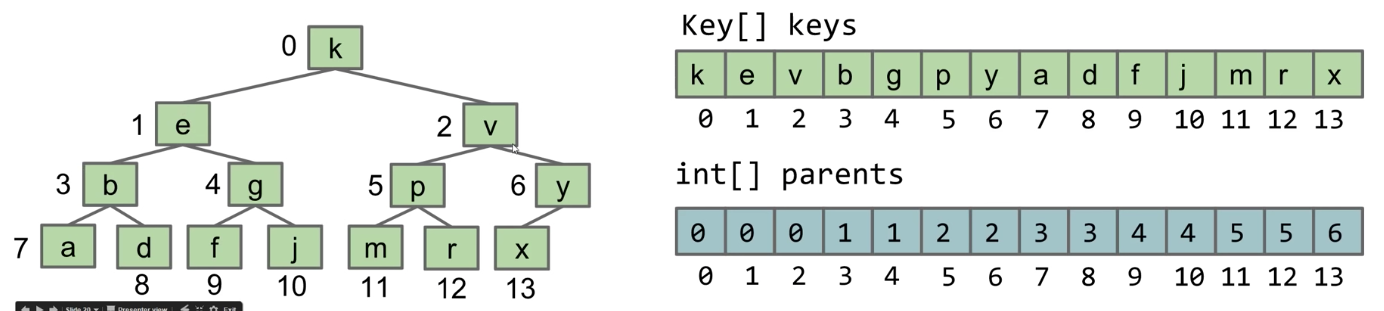 0 k
1 e 2 v
3 b 4 g 5 p 6 y
7 a d f j m r x
8 9 10 11 12 13
Slide 20 Presenter view Exit
Key[] keys
k e v b g p y a d f j m r x
0 1 2 3 4 5 6 7 8 9 10 11 12 13
int[] parents
0 0 0 1 1 2 2 3 3 4 4 5 5 6
0 1 2 3 4 5 6 7 8 9 10 11 12 13